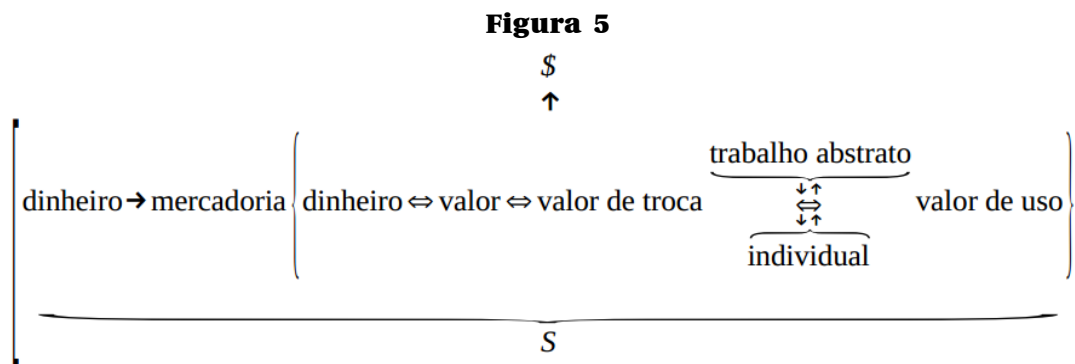 Figura 5
$
↑
trabalho abstrato
↓↑
dinheiro → mercadoria { dinheiro ⇔ valor ⇔ valor de troca ⇔ valor de uso }
↓↑
individual
S